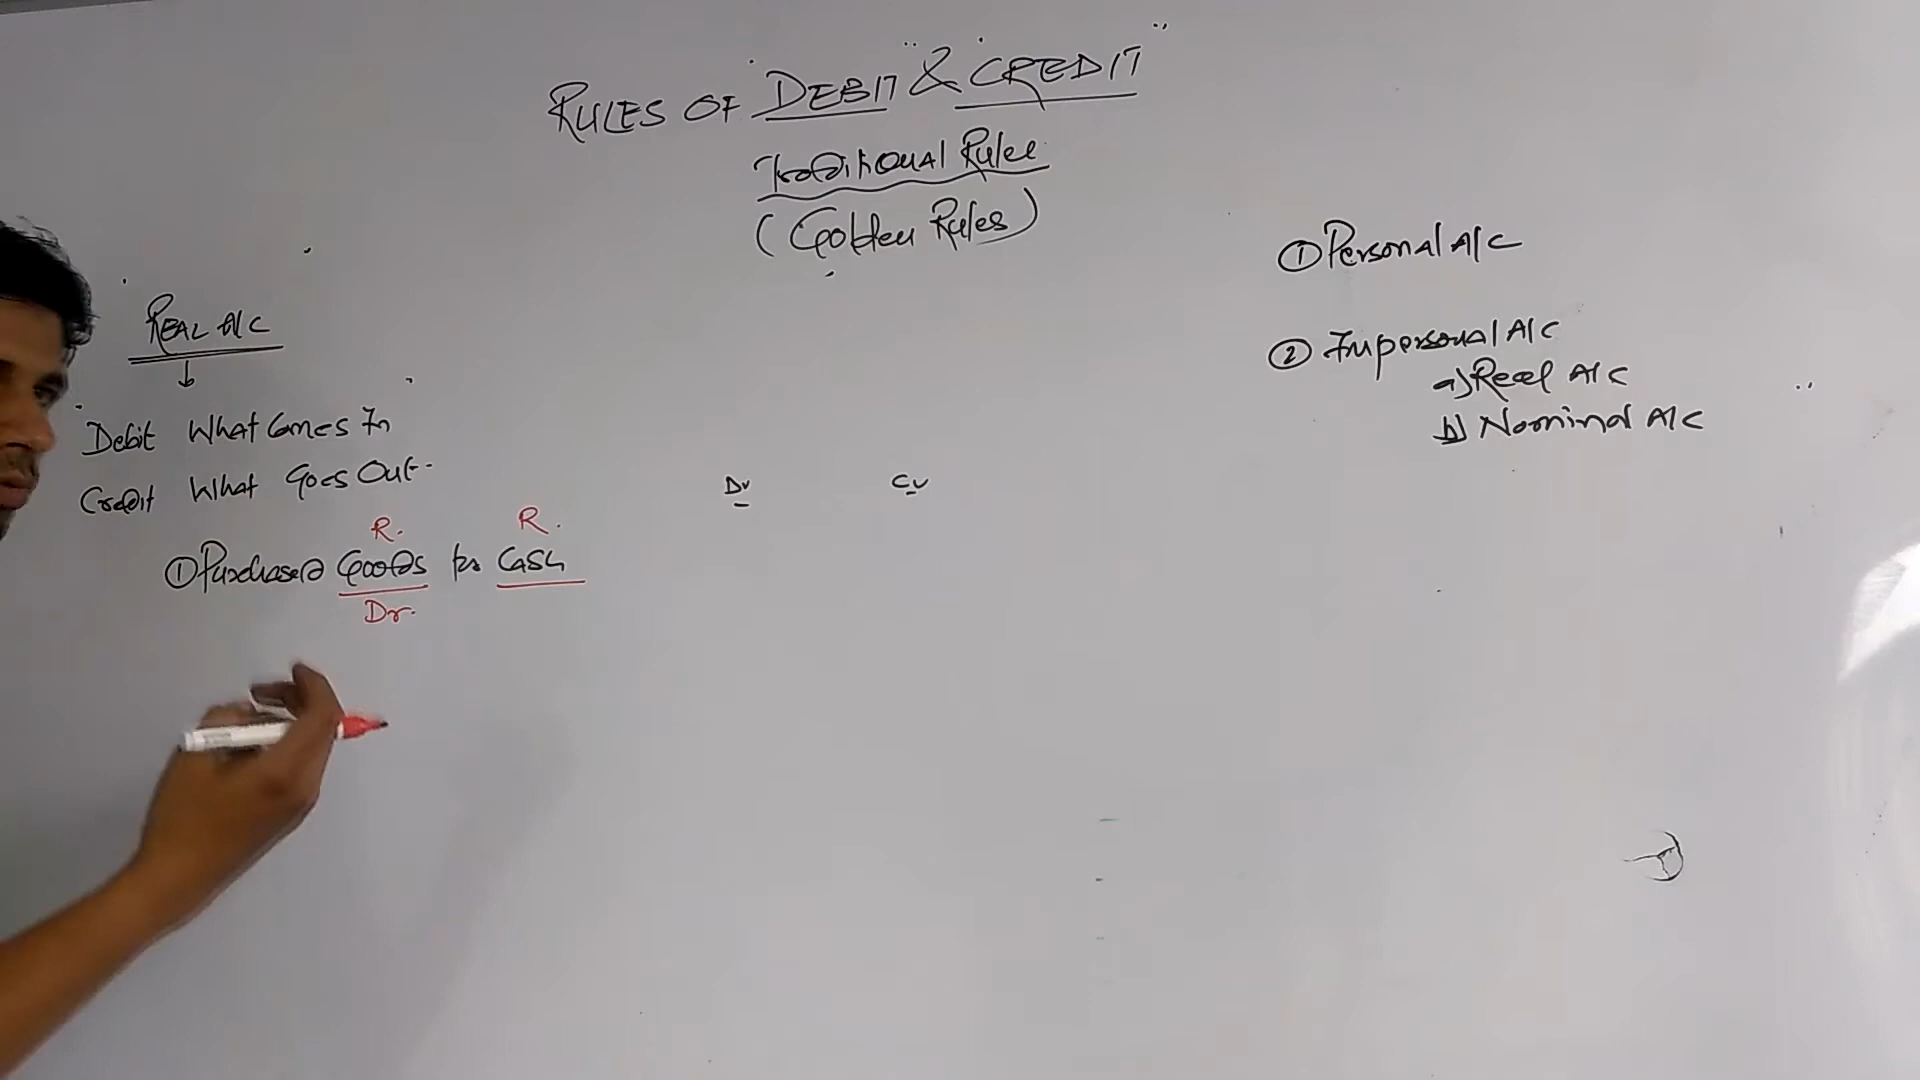 RULES OF "DEBIT" & "CREDIT"
Traditional Rules
(Golden Rules)
REAL A/C
"Debit What Comes In"
Credit What Goes Out.
Dr Cr
R. R.
① Purchased Goods for Cash
Dr.
① Personal A/C
② Impersonal A/C
a) Real A/C
b) Nominal A/C